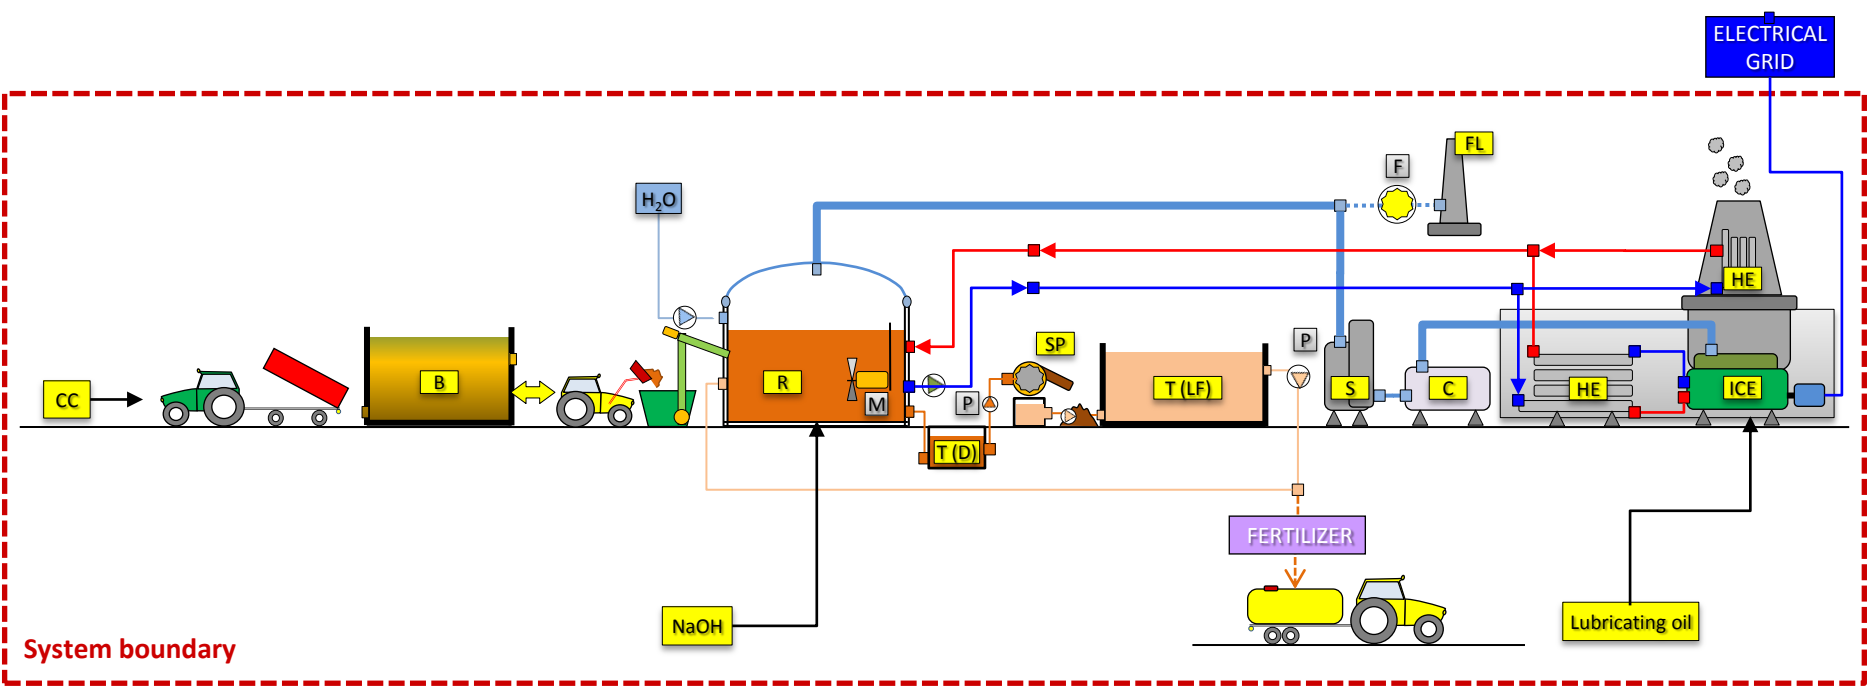 ELECTRICAL
GRID
FL
F
H₂O
HE
SP
P
B
R
M
P
T (LF)
S
C
HE
ICE
CC
T (D)
FERTILIZER
NaOH
Lubricating oil
System boundary